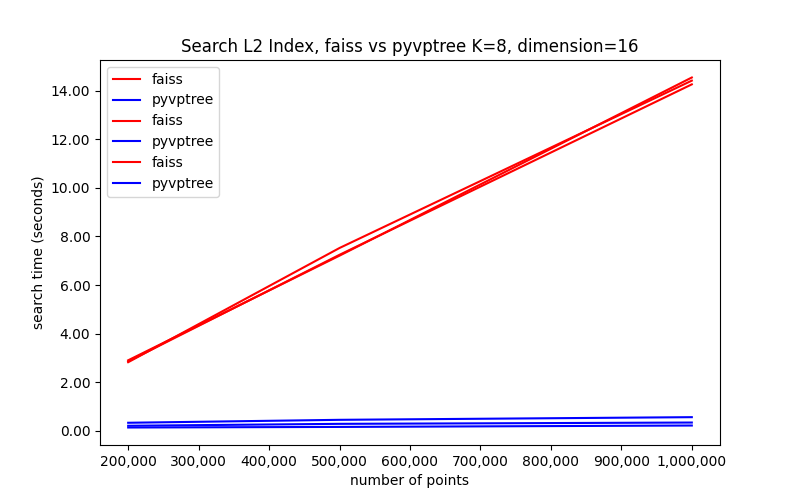 Search L2 Index, faiss vs pyvptree K=8, dimension=16
faiss
pyvptree
faiss
pyvptree
faiss
pyvptree
14.00
12.00
10.00
8.00
6.00
4.00
2.00
0.00
search time (seconds)
200,000 300,000 400,000 500,000 600,000 700,000 800,000 900,000 1,000,000
number of points